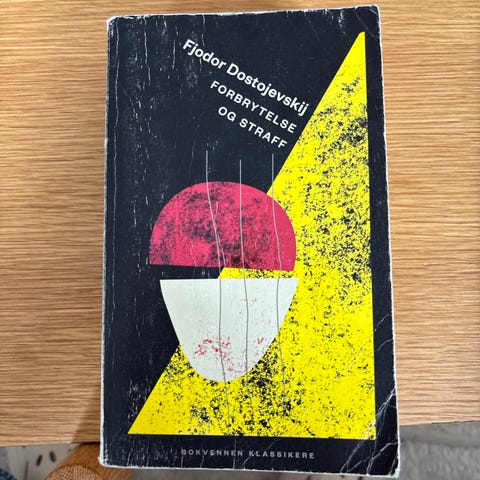 Fjodor Dostojevskij
FORBRYTELSE
OG STRAFF
BOKVENNEN KLASSIKERE